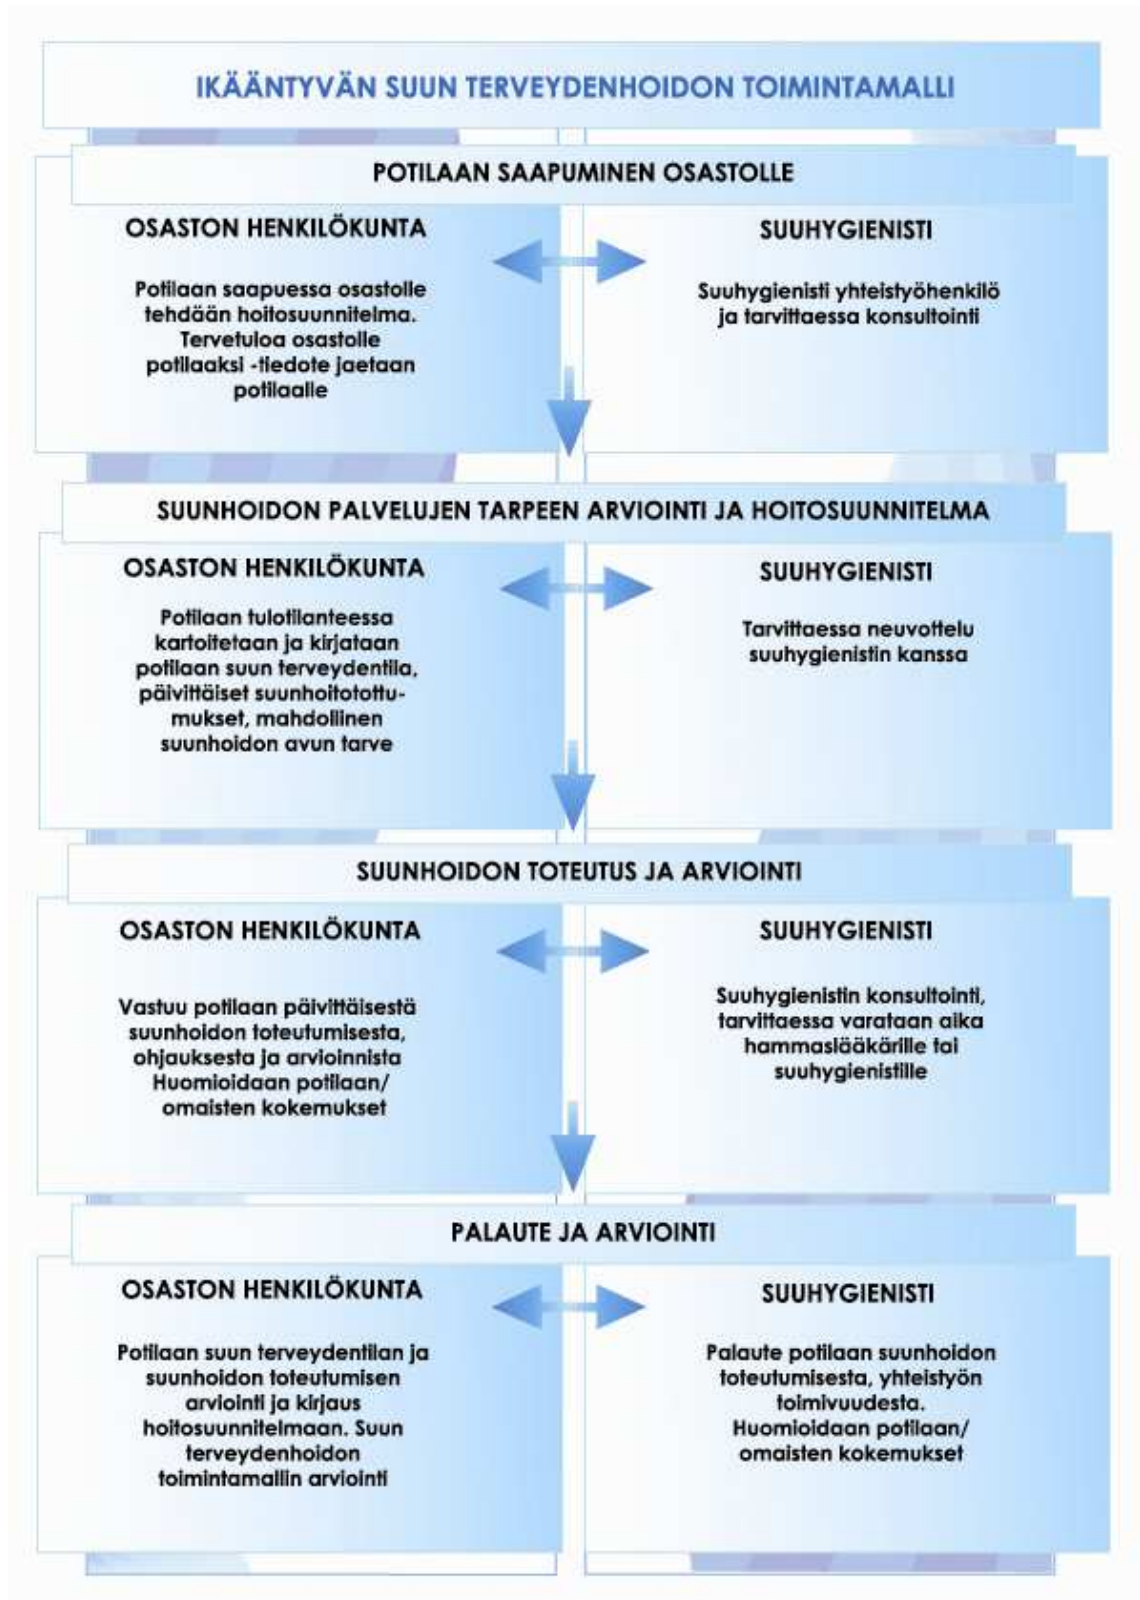 IKÄÄNTYVÄN SUUN TERVEYDENHOIDON TOIMINTAMALLI
POTILAAN SAAPUMINEN OSASTOLLE
OSASTON HENKILÖKUNTA
Potilaan saapuessa osastolle
tehdään hoitosuunnitelma.
Tervetuloa osastolle
potilaaksi -tiedote jaetaan
potilaalle
SUUHYGIENISTI
Suuhygienisti yhteistyöhenkilö
ja tarvittaessa konsultointi
SUUNHOIDON PALVELUJEN TARPEEN ARVIOINTI JA HOITOSUUNNITELMA
OSASTON HENKILÖKUNTA
Potilaan tulotilanteessa
kartoitetaan ja kirjataan
potilaan suun terveydentila,
päivittäiset suunhoitotottu-
mukset, mahdollinen
suunhoidon avun tarve
SUUHYGIENISTI
Tarvittaessa neuvottelu
suuhygienistin kanssa
SUUNHOIDON TOTEUTUS JA ARVIOINTI
OSASTON HENKILÖKUNTA
Vastuu potilaan päivittäisestä
suunhoidon toteutumisesta,
ohjauksesta ja arvioinnista
Huomioidaan potilaan/
omaisten kokemukset
SUUHYGIENISTI
Suuhygienistin konsultointi,
tarvittaessa varataan aika
hammaslääkärille tai
suuhygienistille
PALAUTE JA ARVIOINTI
OSASTON HENKILÖKUNTA
Potilaan suun terveydentilan ja
suunhoidon toteutumisen
arviointi ja kirjaus
hoitosuunnitelmaan. Suun
terveydenhoidon
toimintamallin arviointi
SUUHYGIENISTI
Palaute potilaan suunhoidon
toteutumisesta, yhteistyön
toimivuudesta.
Huomioidaan potilaan/
omaisten kokemukset